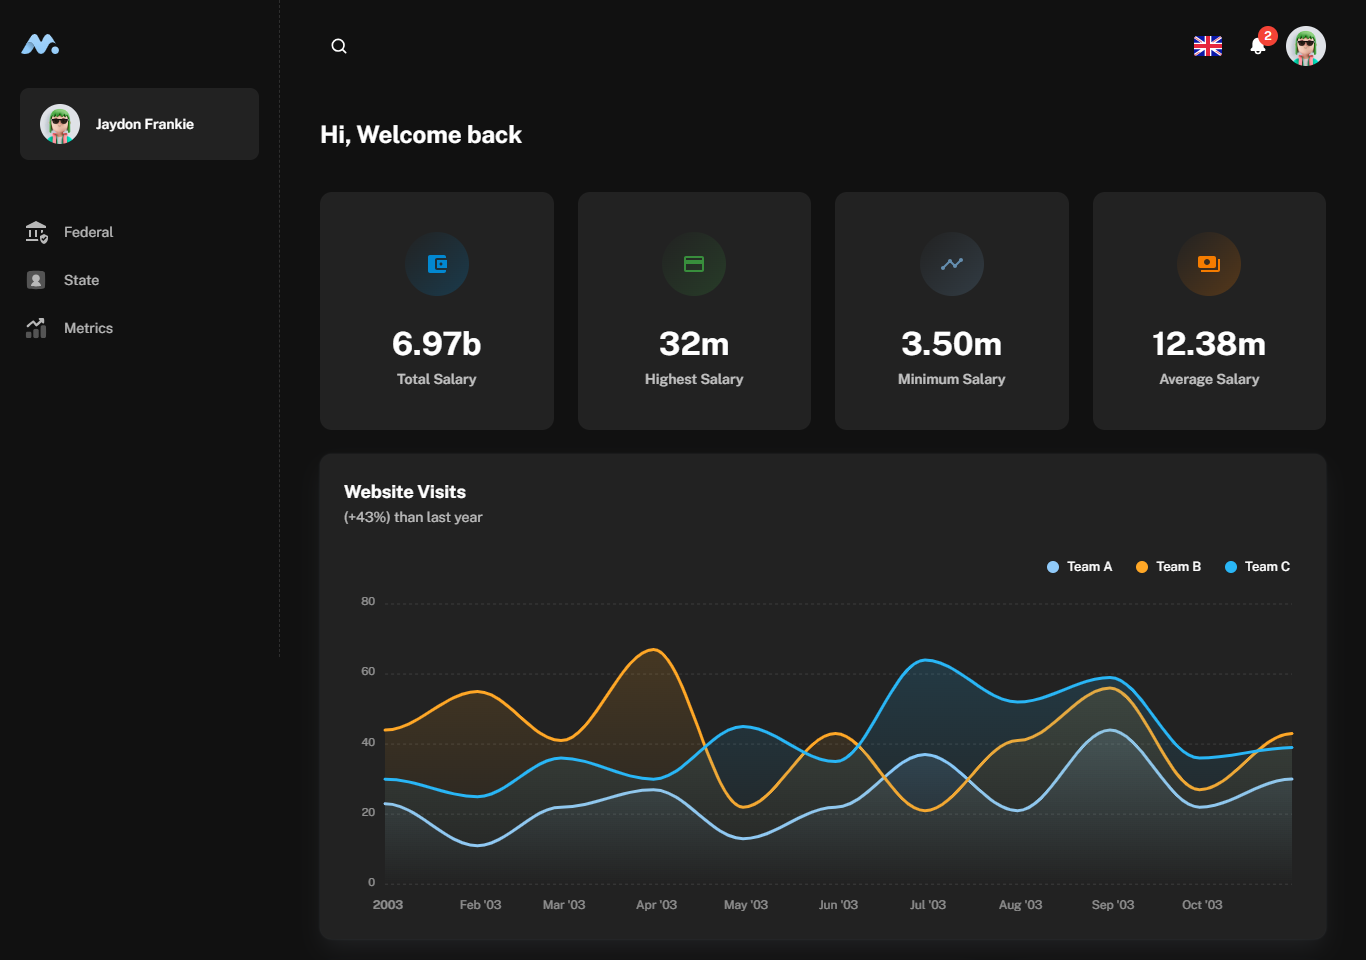 Jaydon Frankie
Federal
State
Metrics
2
Hi, Welcome back
6.97b
Total Salary
32m
Highest Salary
3.50m
Minimum Salary
12.38m
Average Salary
Website Visits
(+43%) than last year
Team A
Team B
Team C
80
60
40
20
0
2003
Feb '03
Mar '03
Apr '03
May '03
Jun '03
Jul '03
Aug '03
Sep '03
Oct '03